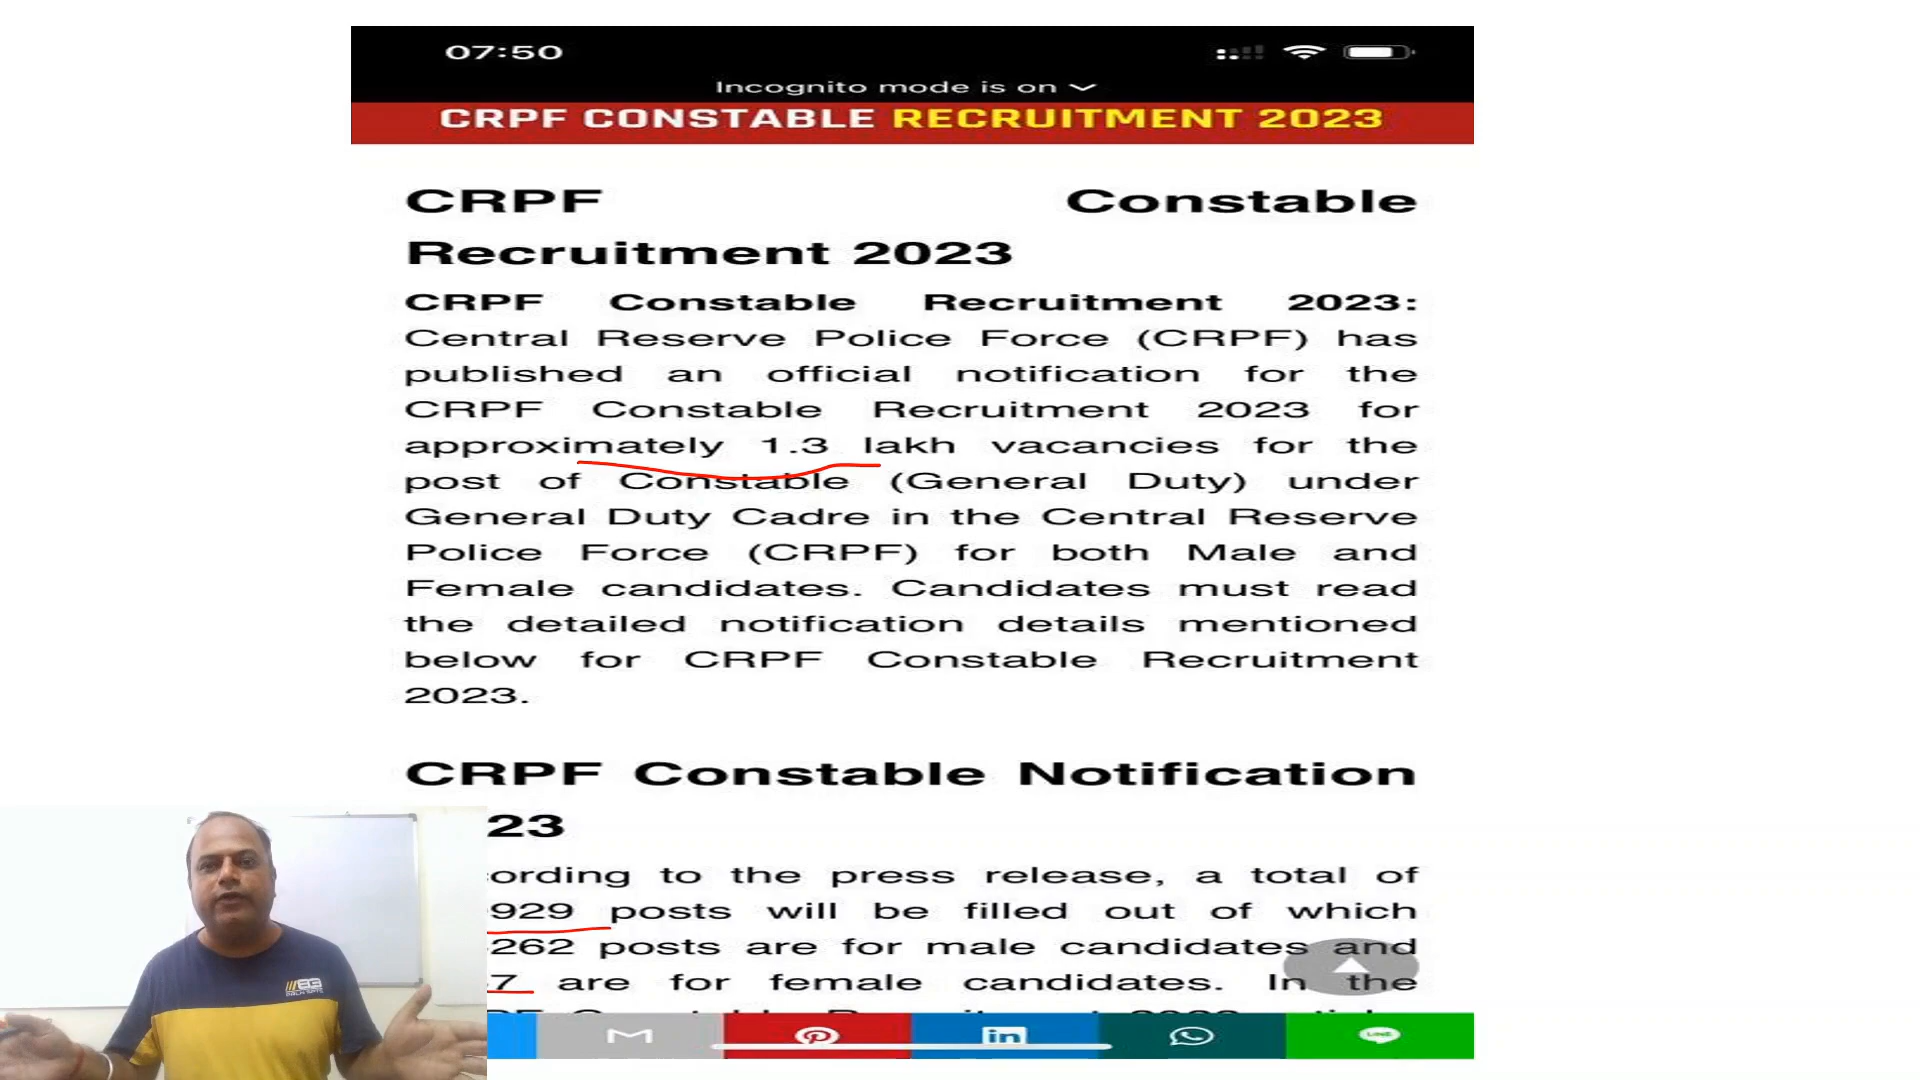 07:50
Incognito mode is on
CRPF CONSTABLE RECRUITMENT 2023
CRPF Constable
Recruitment 2023
CRPF Constable Recruitment 2023:
Central Reserve Police Force (CRPF) has
published an official notification for the
CRPF Constable Recruitment 2023 for
approximately 1.3 lakh vacancies for the
post of Constable (General Duty) under
General Duty Cadre in the Central Reserve
Police Force (CRPF) for both Male and
Female candidates. Candidates must read
the detailed notification details mentioned
below for CRPF Constable Recruitment
2023.
CRPF Constable Notification
23
ording to the press release, a total of
929 posts will be filled out of which
262 posts are for male candidates and
7 are for female candidates. In the
in
LINE